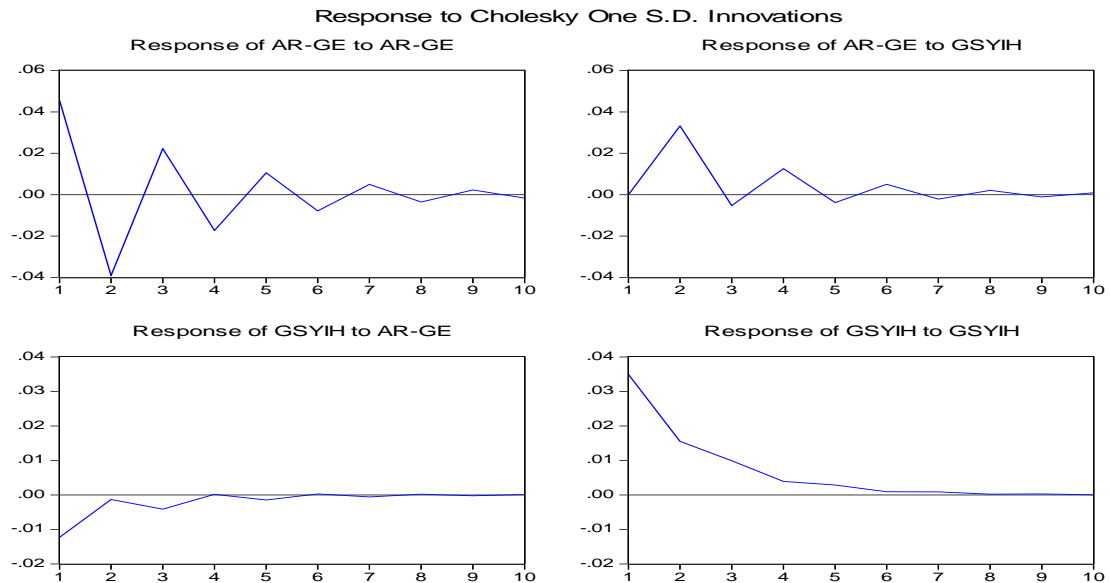 Response to Cholesky One S.D. Innovations
Response of AR-GE to AR-GE
.06
.04
.02
.00
-.02
-.04
1 2 3 4 5 6 7 8 9 10
Response of AR-GE to GSYIH
.06
.04
.02
.00
-.02
-.04
1 2 3 4 5 6 7 8 9 10
Response of GSYIH to AR-GE
.04
.03
.02
.01
.00
-.01
-.02
1 2 3 4 5 6 7 8 9 10
Response of GSYIH to GSYIH
.04
.03
.02
.01
.00
-.01
-.02
1 2 3 4 5 6 7 8 9 10